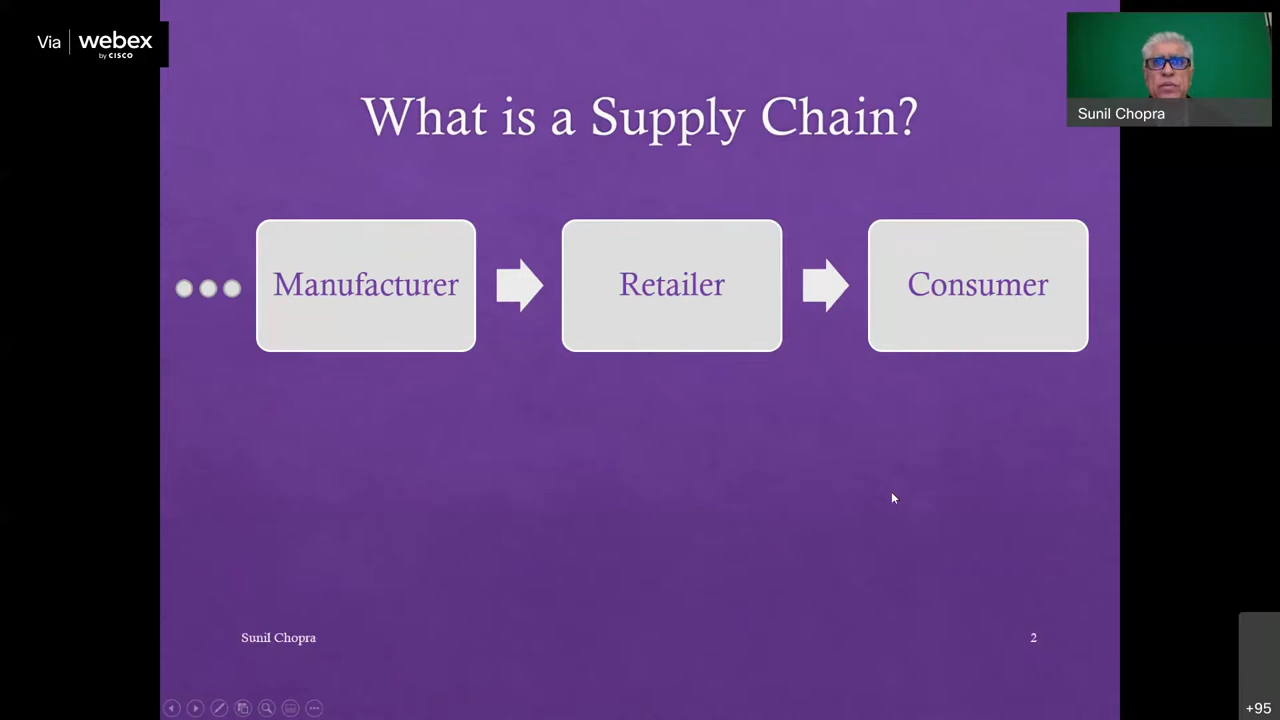 Via webex
by CISCO
What is a Supply Chain?
Sunil Chopra
Manufacturer
Retailer
Consumer
Sunil Chopra
2
+95